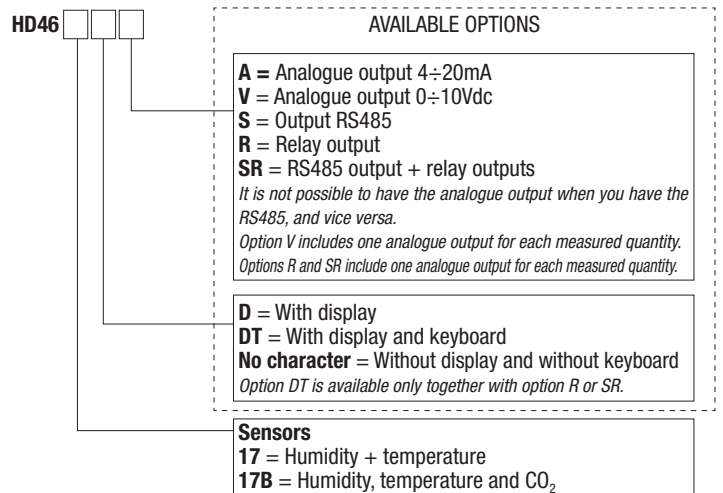 HD46
AVAILABLE OPTIONS
A = Analogue output 4÷20mA
V = Analogue output 0÷10Vdc
S = Output RS485
R = Relay output
SR = RS485 output + relay outputs
It is not possible to have the analogue output when you have the
RS485, and vice versa.
Option V includes one analogue output for each measured quantity.
Options R and SR include one analogue output for each measured quantity.
D = With display
DT = With display and keyboard
No character = Without display and without keyboard
Option DT is available only together with option R or SR.
Sensors
17 = Humidity + temperature
17B = Humidity, temperature and CO₂